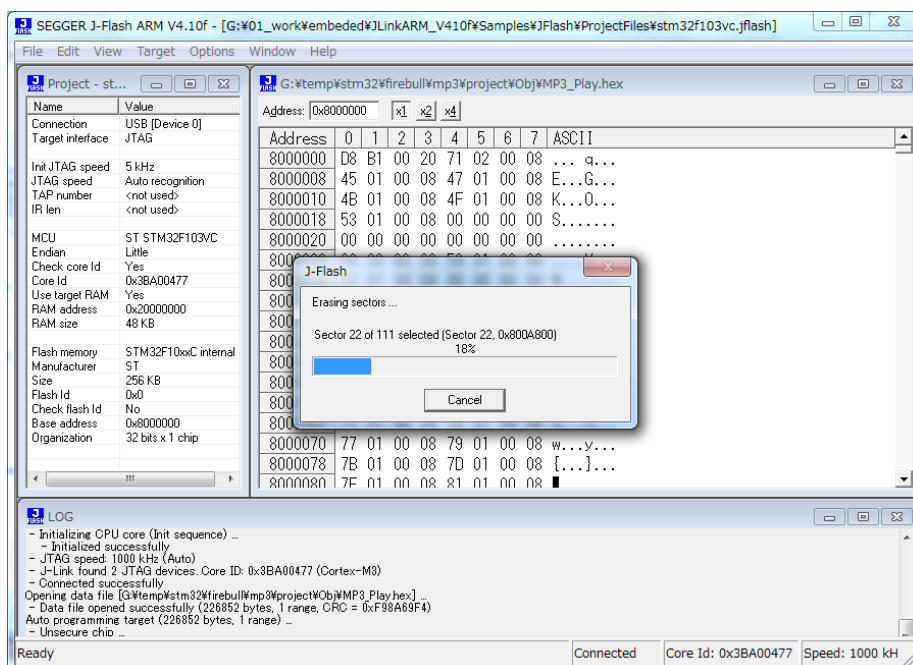 SEGGER J-Flash ARM V4.10f - [G:¥01_work¥embeded¥JLinkARM_V410f¥Samples¥JFlash¥ProjectFiles¥stm32f103vc.jflash]
File Edit View Target Options Window Help
Project - st...
Name Value
Connection USB [Device 0]
Target interface JTAG
Init JTAG speed 5 kHz
JTAG speed Auto recognition
TAP number <not used>
IR len <not used>
MCU ST STM32F103VC
Endian Little
Check core Id Yes
Core Id 0x3BA00477
Use target RAM Yes
RAM address 0x20000000
RAM size 48 KB
Flash memory STM32F10xxC internal
Manufacturer ST
Size 256 KB
Flash Id 0x0
Check flash Id No
Base address 0x8000000
Organization 32 bits x 1 chip
G:¥temp¥stm32¥firebull¥mp3¥project¥Obj¥MP3_Play.hex
Address: 0x8000000 x1 x2 x4
Address 0 1 2 3 4 5 6 7 ASCII
8000000 D8 B1 00 20 71 02 00 08 ... q...
8000008 45 01 00 08 47 01 00 08 E...G...
8000010 4B 01 00 08 4F 01 00 08 K...O...
8000018 53 01 00 08 00 00 00 00 S.......
8000020 00 00 00 00 00 00 00 00 ........
J-Flash
Erasing sectors ...
Sector 22 of 111 selected (Sector 22, 0x800A800)
18%
Cancel
8000070 77 01 00 08 79 01 00 08 w...y...
8000078 7B 01 00 08 7D 01 00 08 {...}...
8000080 7F 01 00 08 81 01 00 08
LOG
- Initializing CPU core (Init sequence) ...
- Initialized successfully
- JTAG speed: 1000 kHz (Auto)
- J-Link found 2 JTAG devices. Core ID: 0x3BA00477 (Cortex-M3)
- Connected successfully
Opening data file [G:¥temp¥stm32¥firebull¥mp3¥project¥Obj¥MP3_Play.hex] ...
- Data file opened successfully (226852 bytes, 1 range, CRC = 0xF98A69F4)
Auto programming target (226852 bytes, 1 range) ...
- Unsecure chip ...
Ready Connected Core Id: 0x3BA00477 Speed: 1000 kH